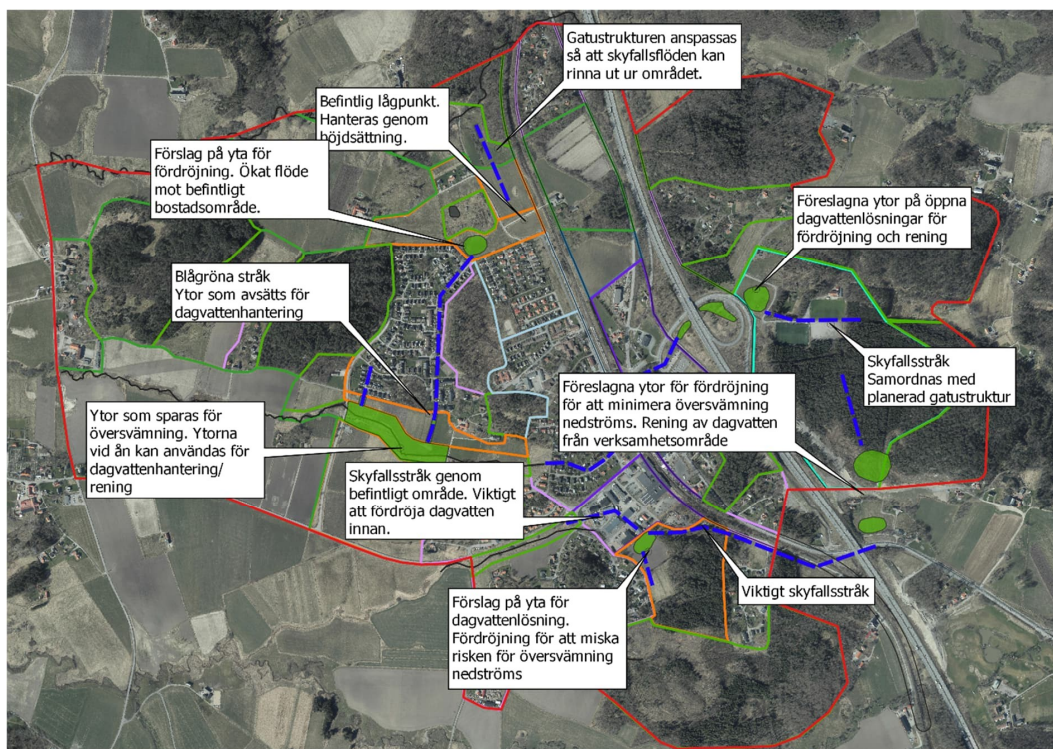 Gatustrukturen anspassas
så att skyfallsflöden kan
rinna ut ur området.
Befintlig lågpunkt.
Hanteras genom
höjdsättning.
Förslag på yta för
fördröjning. Ökat flöde
mot befintligt
bostadsområde.
Föreslagna ytor på öppna
dagvattenlösningar för
fördröjning och rening
Blågröna stråk
Ytor som avsätts för
dagvattenhantering
Skyfallsstråk
Samordnas med
planerad gatustruktur
Föreslagna ytor för fördröjning
för att minimera översvämning
nedströms. Rening av dagvatten
från verksamhetsområde
Ytor som sparas för
översvämning. Ytorna
vid ån kan användas för
dagvattenhantering/
rening
Skyfallsstråk genom
befintligt område. Viktigt
att fördröja dagvatten
innan.
Viktigt skyfallsstråk
Förslag på yta för
dagvattenlösning.
Fördröjning för att miska
risken för översvämning
nedströms